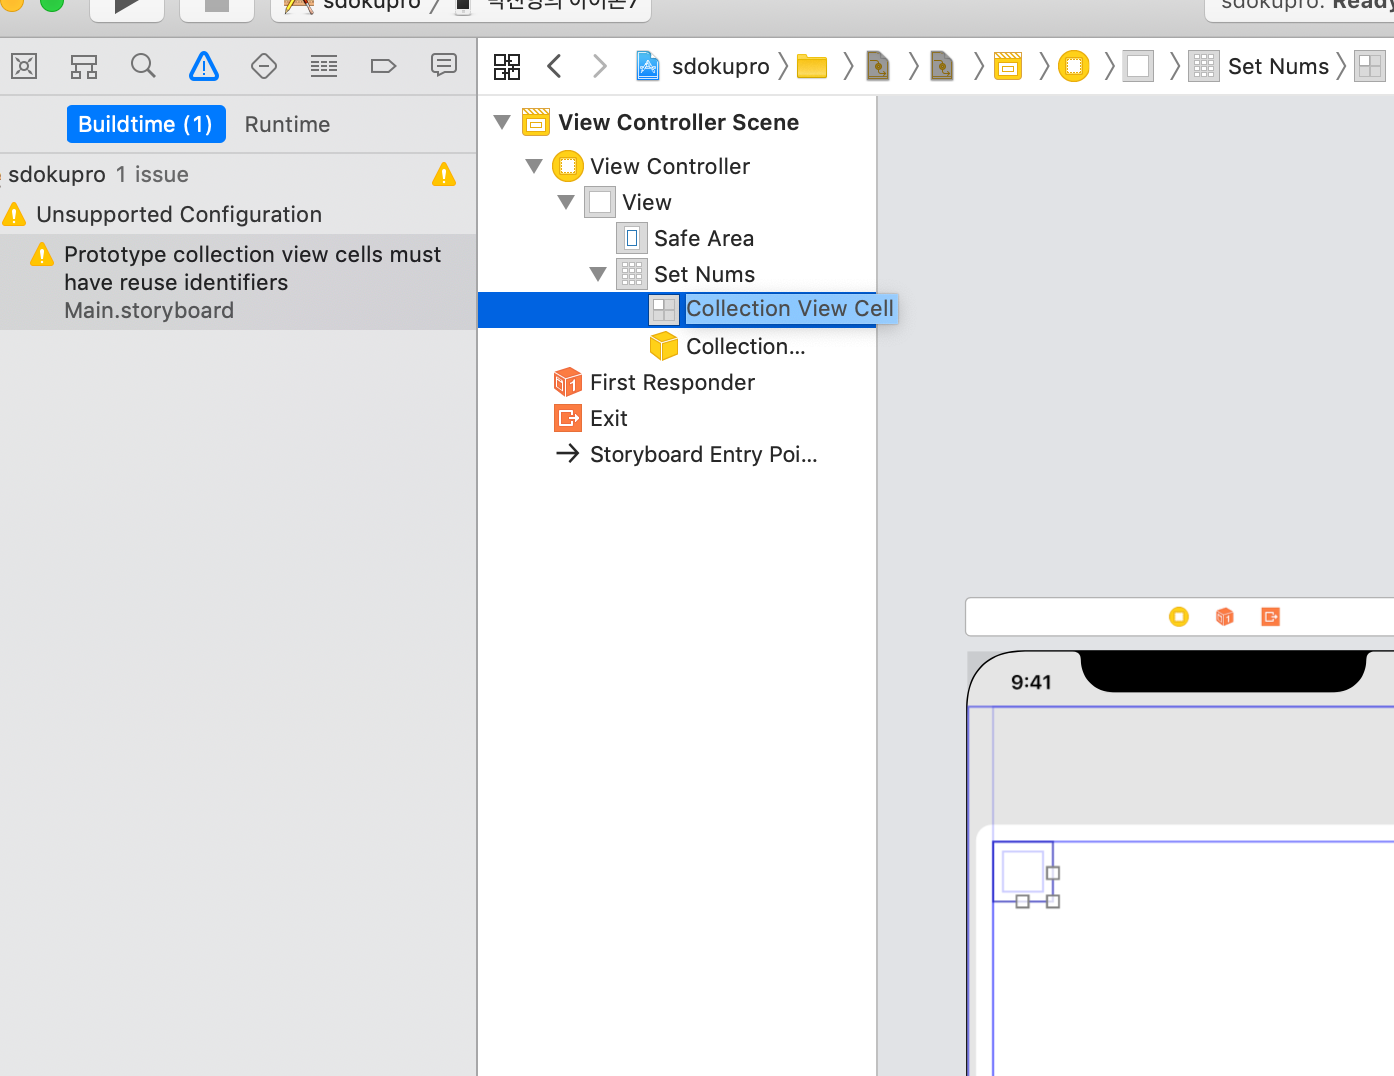 sdokupro
sdokupro: Ready
sdokupro
Set Nums
Buildtime (1)
Runtime
sdokupro 1 issue
Unsupported Configuration
Prototype collection view cells must
have reuse identifiers
Main.storyboard
View Controller Scene
View Controller
View
Safe Area
Set Nums
Collection View Cell
Collection...
First Responder
Exit
Storyboard Entry Poi...
9:41